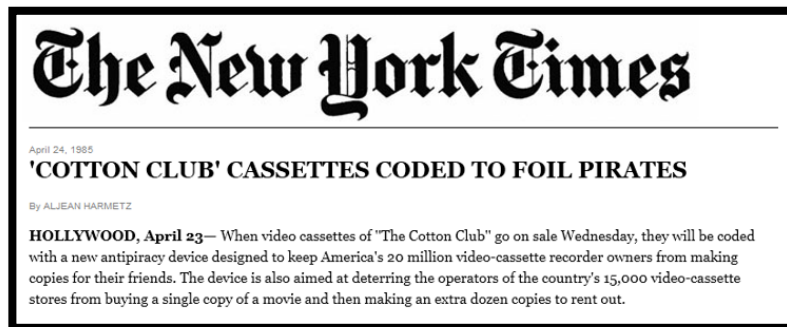 The New York Times
April 24, 1985
'COTTON CLUB' CASSETTES CODED TO FOIL PIRATES
By ALJEAN HARMETZ
HOLLYWOOD, April 23— When video cassettes of "The Cotton Club" go on sale Wednesday, they will be coded
with a new antipiracy device designed to keep America's 20 million video-cassette recorder owners from making
copies for their friends. The device is also aimed at deterring the operators of the country's 15,000 video-cassette
stores from buying a single copy of a movie and then making an extra dozen copies to rent out.